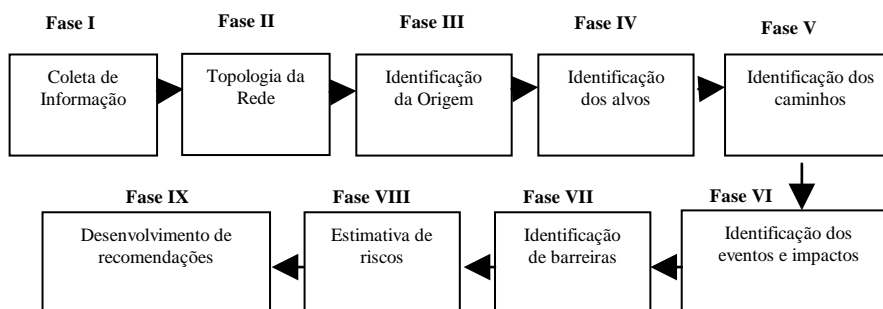 Fase I
Fase II
Fase III
Fase IV
Fase V
Coleta de
Informação
Topologia da
Rede
Identificação
da Origem
Identificação
dos alvos
Identificação dos
caminhos
Fase IX
Fase VIII
Fase VII
Fase VI
Desenvolvimento de
recomendações
Estimativa de
riscos
Identificação
de barreiras
Identificação dos
eventos e impactos